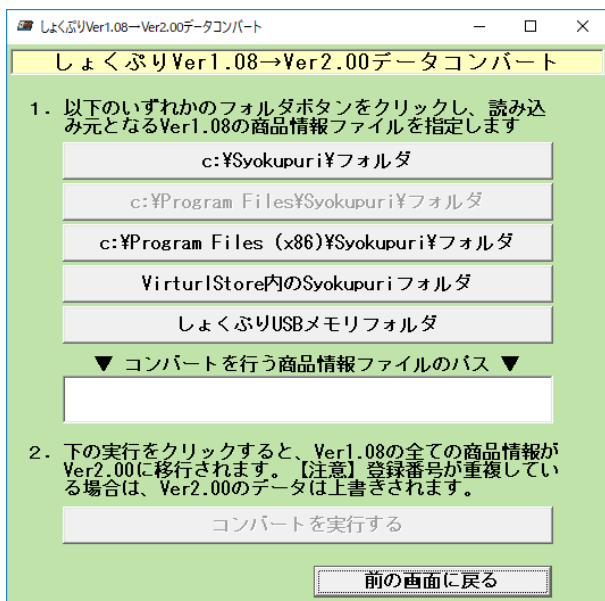 しょくぷりVer1.08→Ver2.00データコンバート
しょくぷりVer1.08→Ver2.00データコンバート
1. 以下のいずれかのフォルダボタンをクリックし、読み込
み元となるVer1.08の商品情報ファイルを指定します
c:¥Syokupuri¥フォルダ
c:¥Program Files¥Syokupuri¥フォルダ
c:¥Program Files (x86)¥Syokupuri¥フォルダ
VirturlStore内のSyokupuriフォルダ
しょくぷりUSBメモリフォルダ
▼ コンバートを行う商品情報ファイルのパス ▼
2. 下の実行をクリックすると、Ver1.08の全ての商品情報が
Ver2.00に移行されます。【注意】登録番号が重複してい
る場合は、Ver2.00のデータは上書きされます。
コンバートを実行する
前の画面に戻る